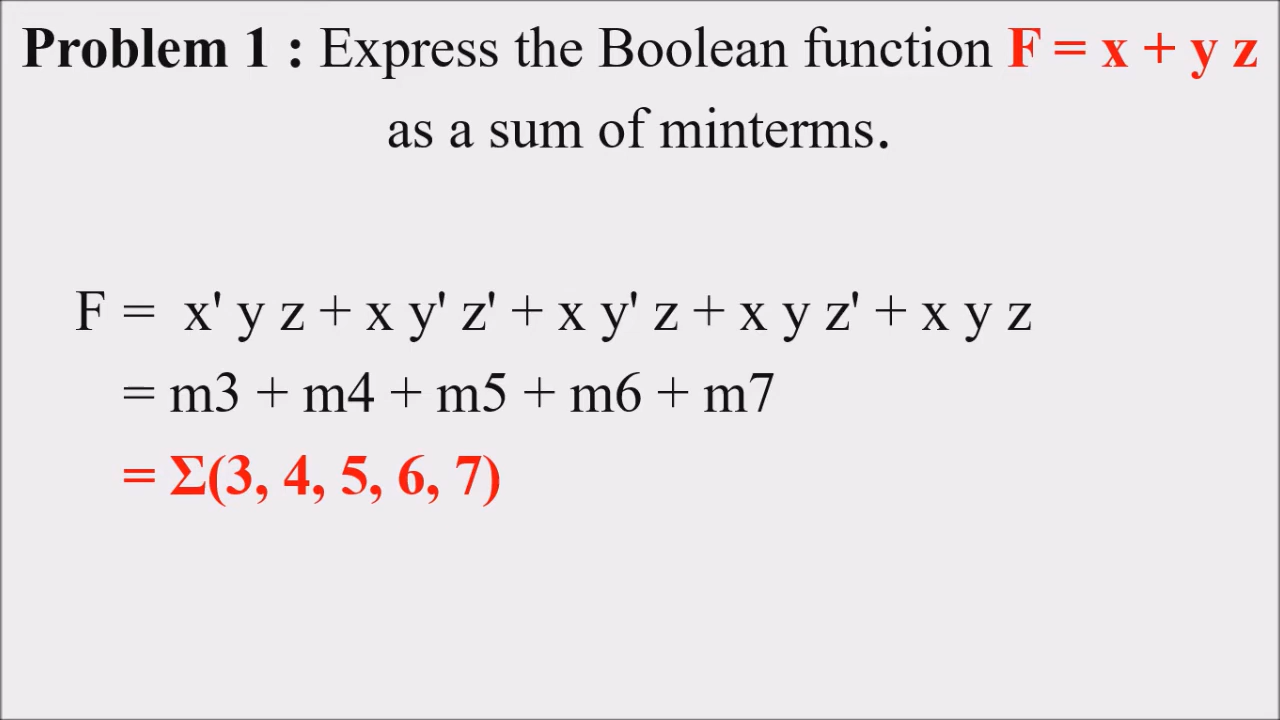 Problem 1 : Express the Boolean function F = x + y z
as a sum of minterms.
F = x' y z + x y' z' + x y' z + x y z' + x y z
= m3 + m4 + m5 + m6 + m7
= Σ(3, 4, 5, 6, 7)